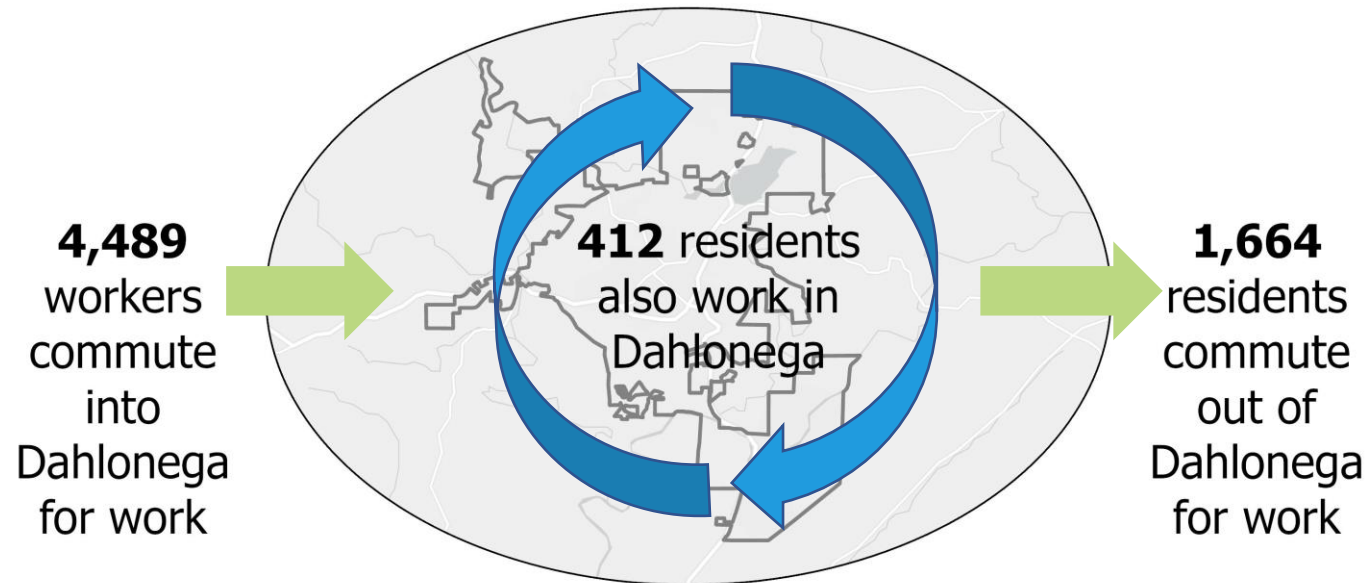 4,489
workers
commute
into
Dahlonega
for work
412 residents
also work in
Dahlonega
1,664
residents
commute
out of
Dahlonega
for work